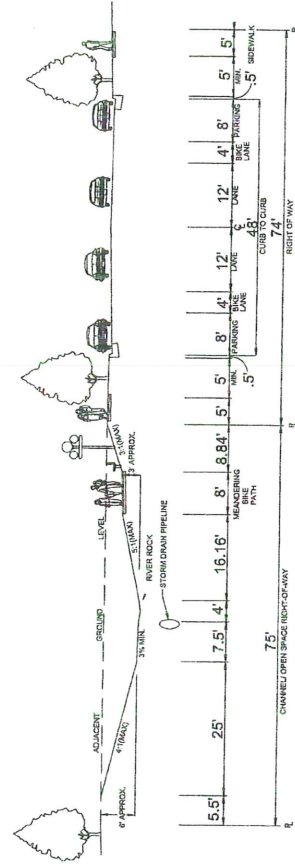 ADJACENT GROUND LEVEL
6' APPROX.
4:1(MAX)
3% MIN.
5:1(MAX)
3:1(MAX)
3' APPROX.
RIVER ROCK
STORM DRAIN PIPELINE
5.5' 25' 7.5' 4' 16.16' 8' 8.84' 5' 5' 8' 4' 12' 12' 4' 8' 5' 5'
MEANDERING
BIKE
PATH
MIN.
.5'
PARKING
BIKE
LANE
LANE
℄
LANE
BIKE
LANE
PARKING
MIN.
.5'
SIDEWALK
48'
CURB TO CURB
75'
CHANNEL/ OPEN SPACE RIGHT-OF-WAY
74'
RIGHT OF WAY